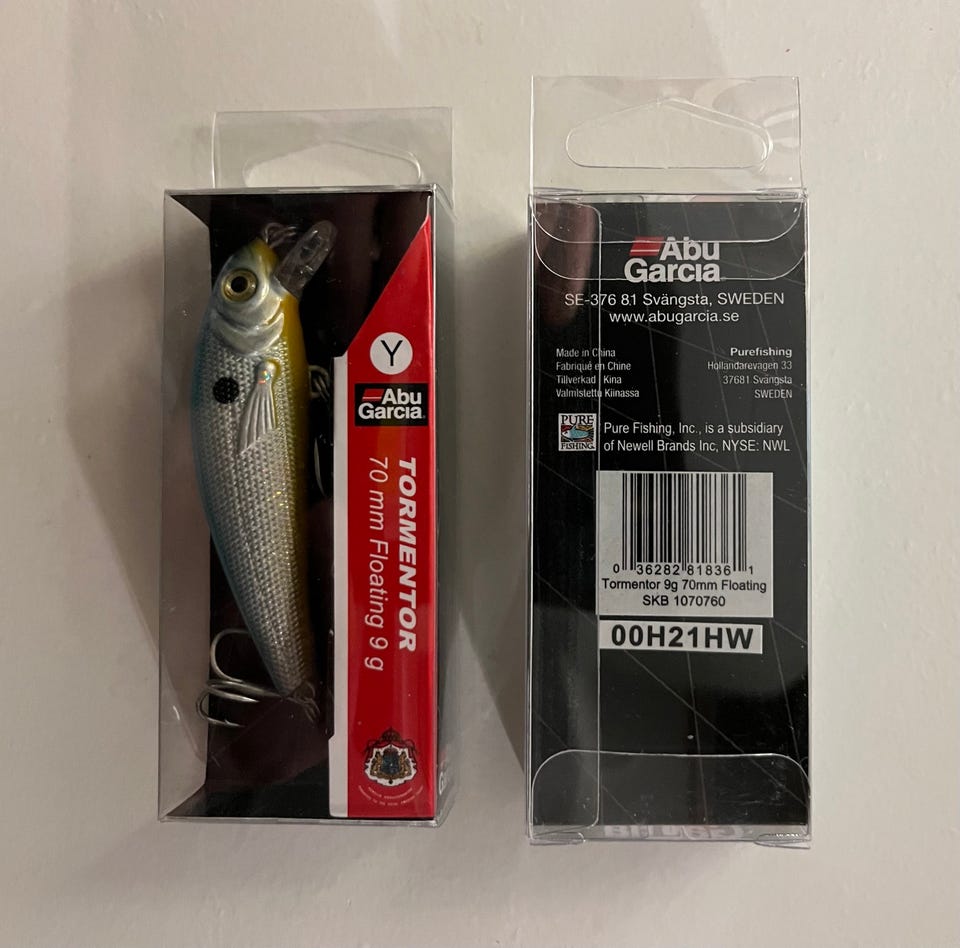 Y
Abu
Garcia
TORMENTOR
70 mm Floating 9 g
Abu
Garcia
SE-376 81 Svängsta, SWEDEN
www.abugarcia.se
Made in China
Fabriqué en Chine
Tillverkad i Kina
Valmistettu Kiinassa
Purefishing
Hollandarevagen 33
37681 Svängsta
SWEDEN
PURE
FISHING
Pure Fishing, Inc., is a subsidiary
of Newell Brands Inc, NYSE: NWL
0 36282 81836 1
Tormentor 9g 70mm Floating
SKB 1070760
00H21HW